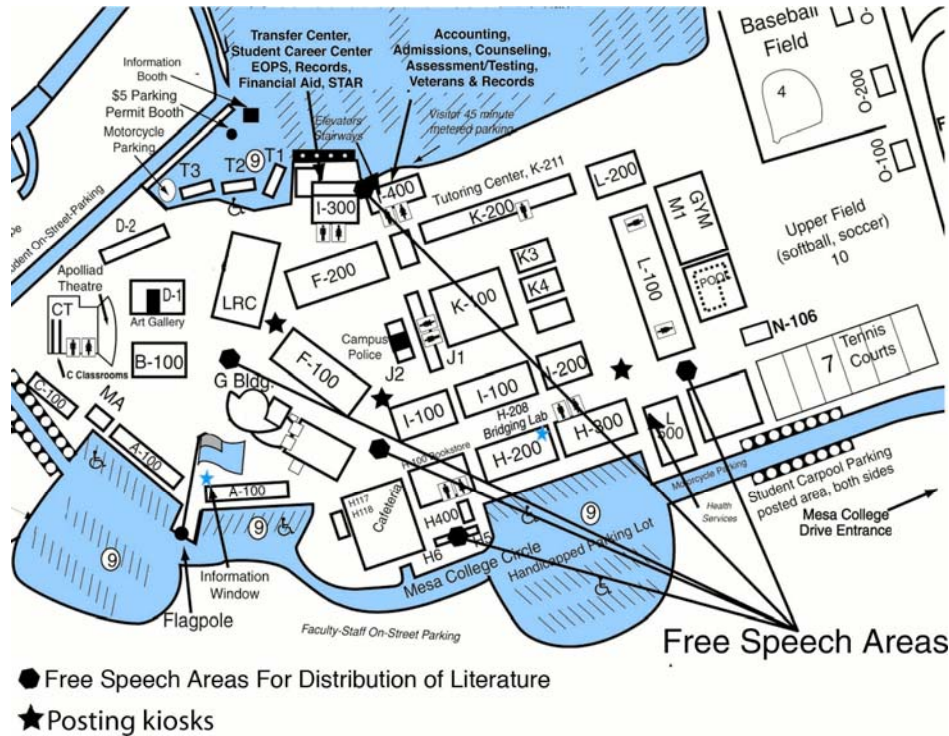 Transfer Center,
Student Career Center
EOPS, Records,
Financial Aid, STAR
Accounting,
Admissions, Counseling,
Assessment/Testing,
Veterans & Records
Baseball
Field
4
O-200
O-100
Information
Booth
$5 Parking
Permit Booth
Motorcycle
Parking
Elevators
Stairways
Visitor 45 minute
metered parking
T3
T2
9
T1
I-300
I-400
Tutoring Center, K-211
K-200
L-200
GYM
M1
Upper Field
(softball, soccer)
10
Student On-Street-Parking
D-2
LRC
F-200
K3
K4
L-100
POOL
Apolliad
Theatre
CT
D-1
Art Gallery
K-100
N-106
C Classrooms
B-100
Campus
Police
J2
J1
7
Tennis
Courts
G Bldg.
F-100
I-100
I-100
N-200
C-100
MA
A-100
H-208
Bridging Lab
H-200
H-300
H-100 Bookstore
500
Motorcycle Parking
Student Carpool Parking
posted area, both sides
A-100
H117
H118
Cafeteria
H400
H5
H6
9
Health
Services
Mesa College
Drive Entrance
9
9
Information
Window
Mesa College Circle
Handicapped Parking Lot
Flagpole
Faculty-Staff On-Street Parking
Free Speech Areas
Free Speech Areas For Distribution of Literature
Posting kiosks